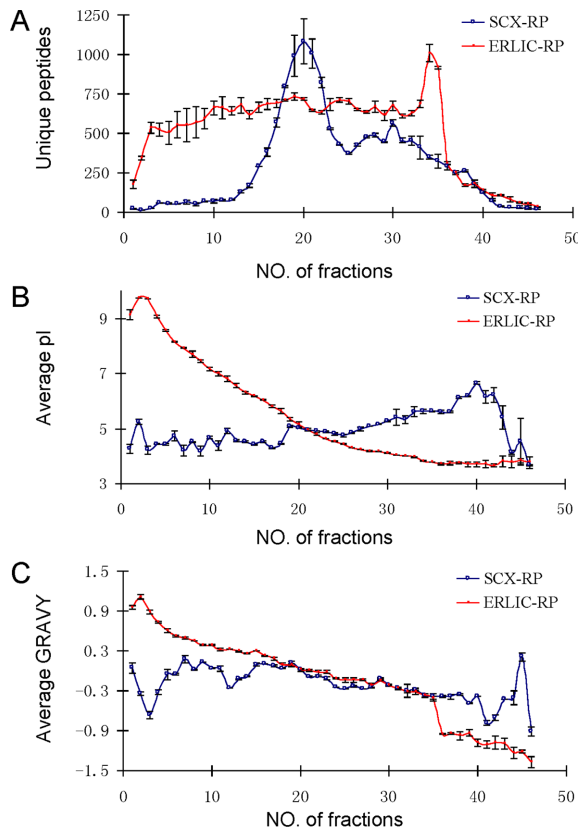 A
SCX-RP
ERLIC-RP
Unique peptides
1250
1000
750
500
250
0
0 10 20 30 40 50
NO. of fractions
B
SCX-RP
ERLIC-RP
Average pI
9
7
5
3
0 10 20 30 40 50
NO. of fractions
C
SCX-RP
ERLIC-RP
Average GRAVY
1.5
0.9
0.3
-0.3
-0.9
-1.5
0 10 20 30 40 50
NO. of fractions